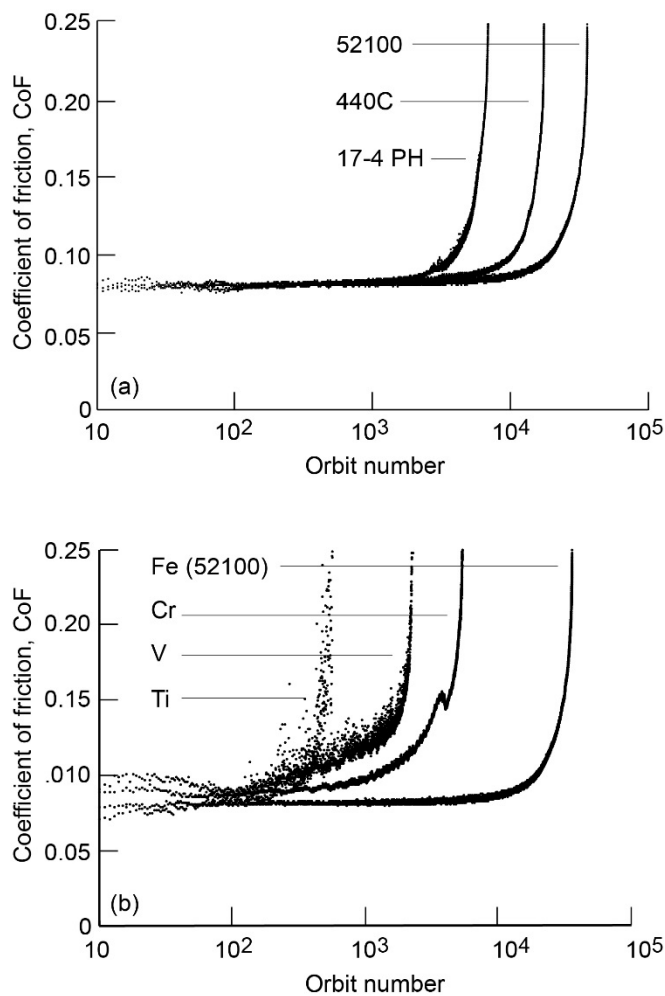 0.25
52100
0.20
440C
0.15
17-4 PH
0.10
0.05
(a)
0
10
10²
10³
10⁴
10⁵
Orbit number
Coefficient of friction, CoF
0.25
Fe (52100)
0.20
Cr
V
0.15
Ti
.010
0.05
(b)
0
10
10²
10³
10⁴
10⁵
Orbit number
Coefficient of friction, CoF